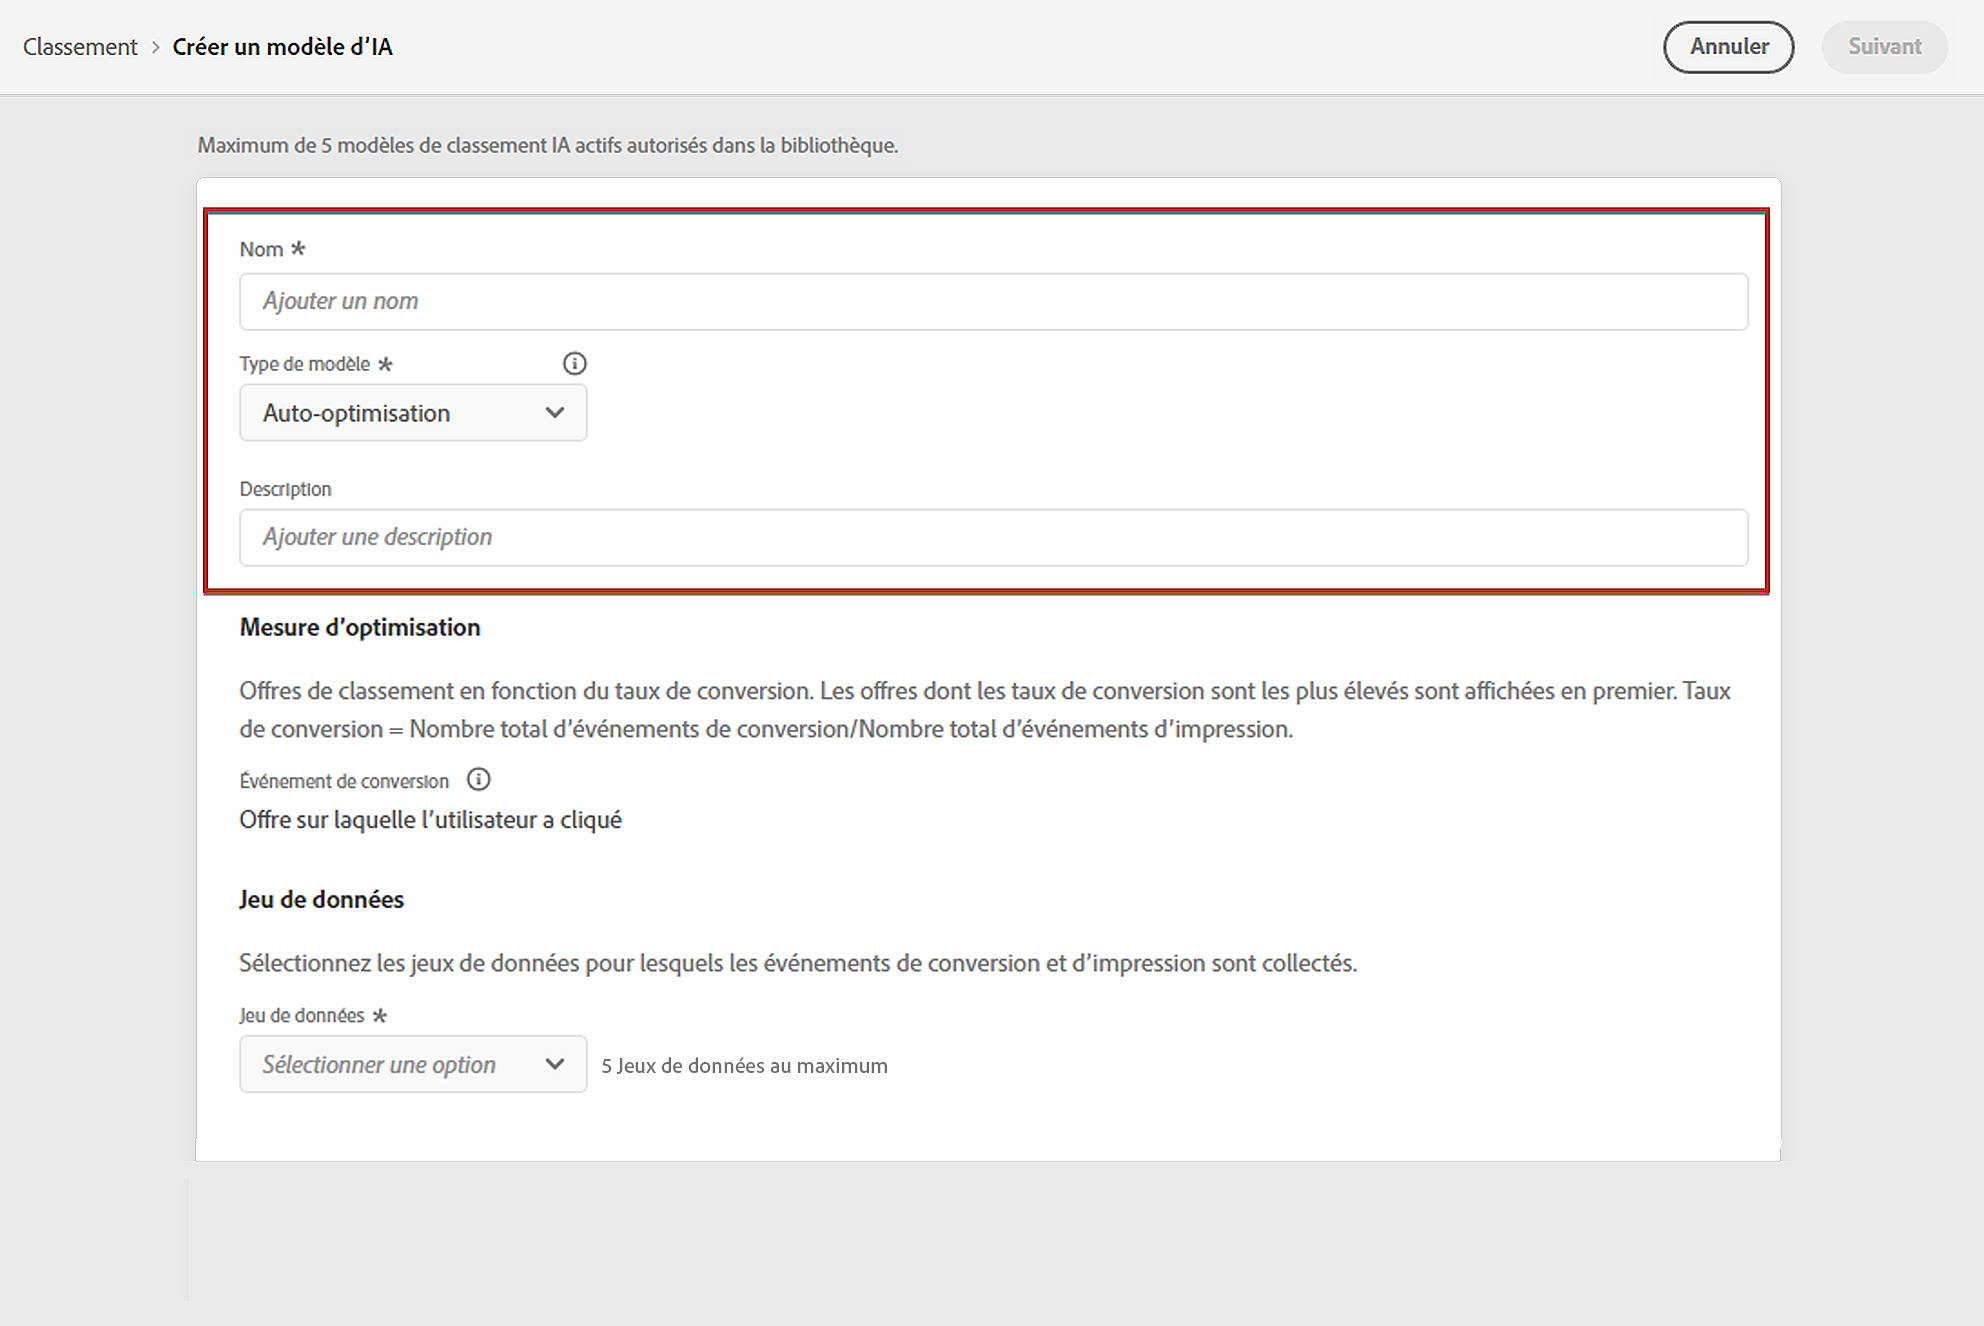 Classement > Créer un modèle d’IA
Annuler
Suivant
Maximum de 5 modèles de classement IA actifs autorisés dans la bibliothèque.
Nom *
Ajouter un nom
Type de modèle *
Auto-optimisation
Description
Ajouter une description
Mesure d’optimisation
Offres de classement en fonction du taux de conversion. Les offres dont les taux de conversion sont les plus élevés sont affichées en premier. Taux
de conversion = Nombre total d’événements de conversion/Nombre total d’événements d’impression.
Événement de conversion
Offre sur laquelle l’utilisateur a cliqué
Jeu de données
Sélectionnez les jeux de données pour lesquels les événements de conversion et d’impression sont collectés.
Jeu de données *
Sélectionner une option
5 Jeux de données au maximum